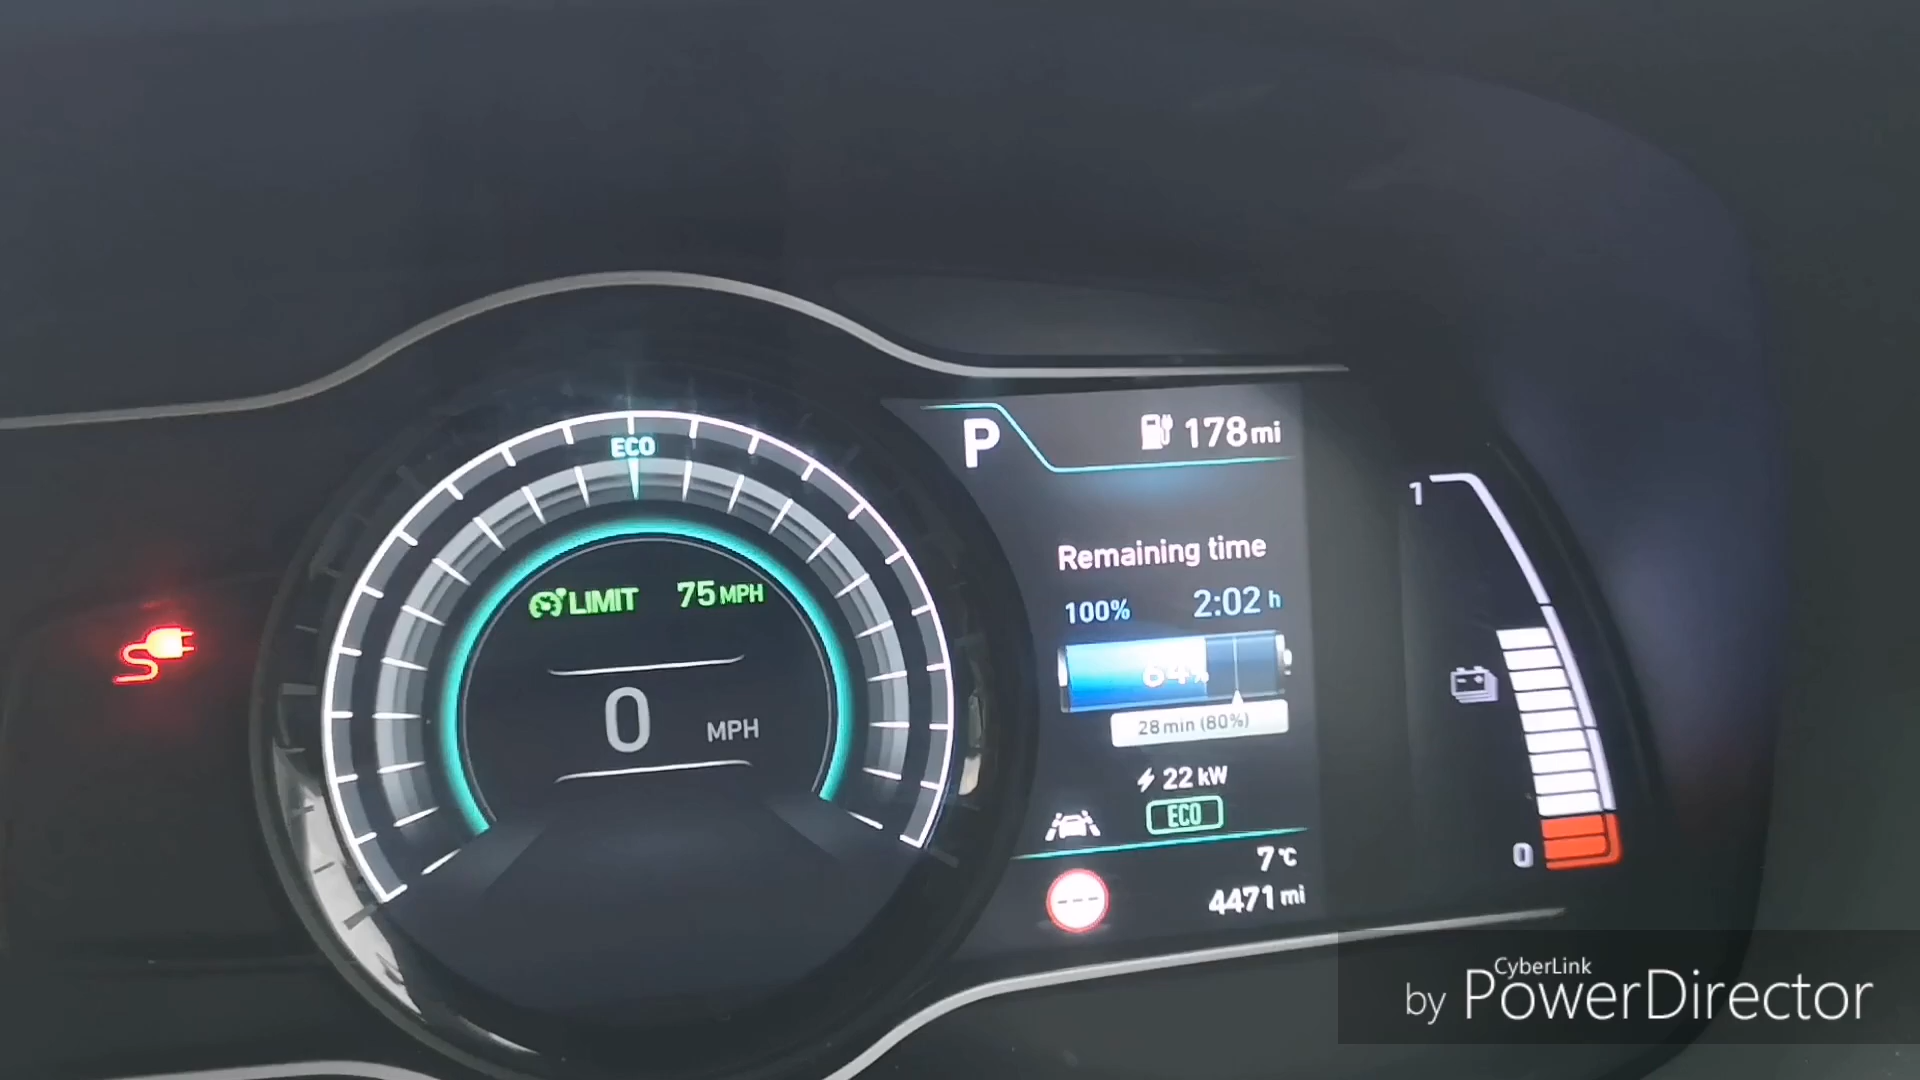 ECO
LIMIT 75 MPH
0 MPH
P 178 mi
Remaining time
100% 2:02 h
64%
28 min (80%)
22 kW
ECO
7°C
---
4471 mi
1
0
CyberLink
by PowerDirector